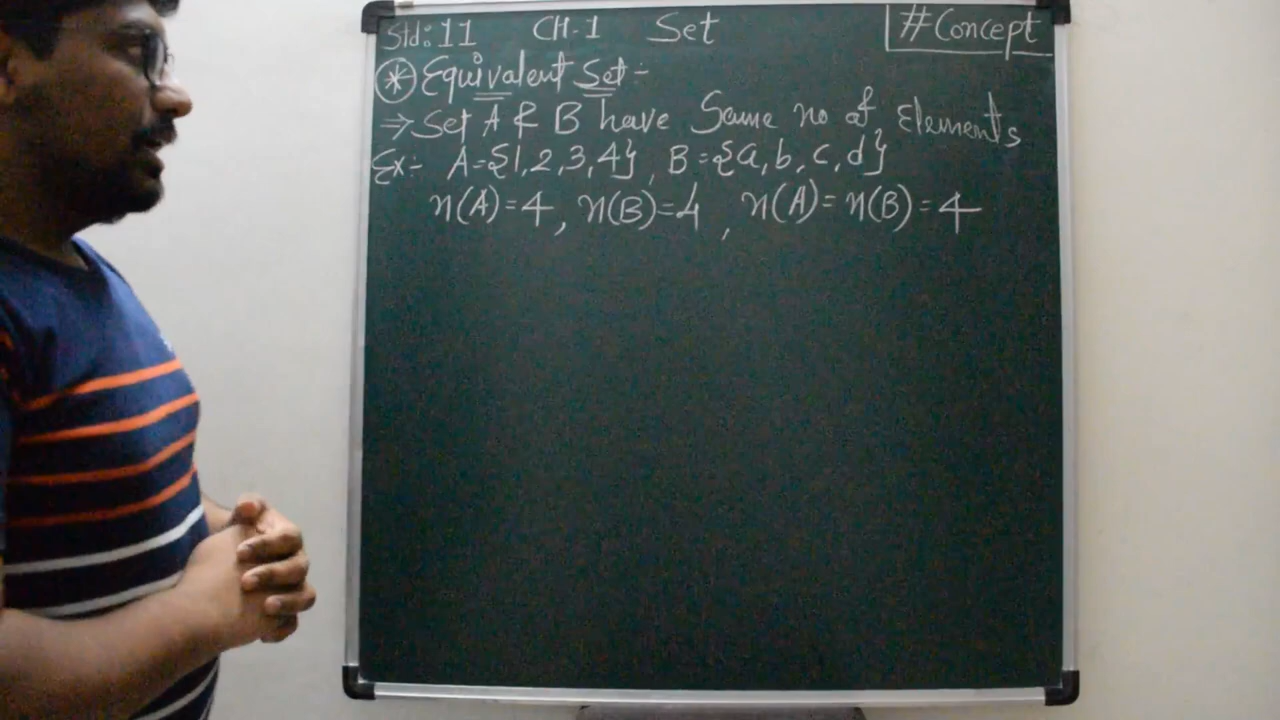 Std: 11 CH.1 Set #Concept
* Equivalent Set:-
⇒ Set A & B have Same no of Elements
Ex:- A={1,2,3,4}, B={a,b,c,d}
n(A)=4, n(B)=4, n(A)=n(B)=4